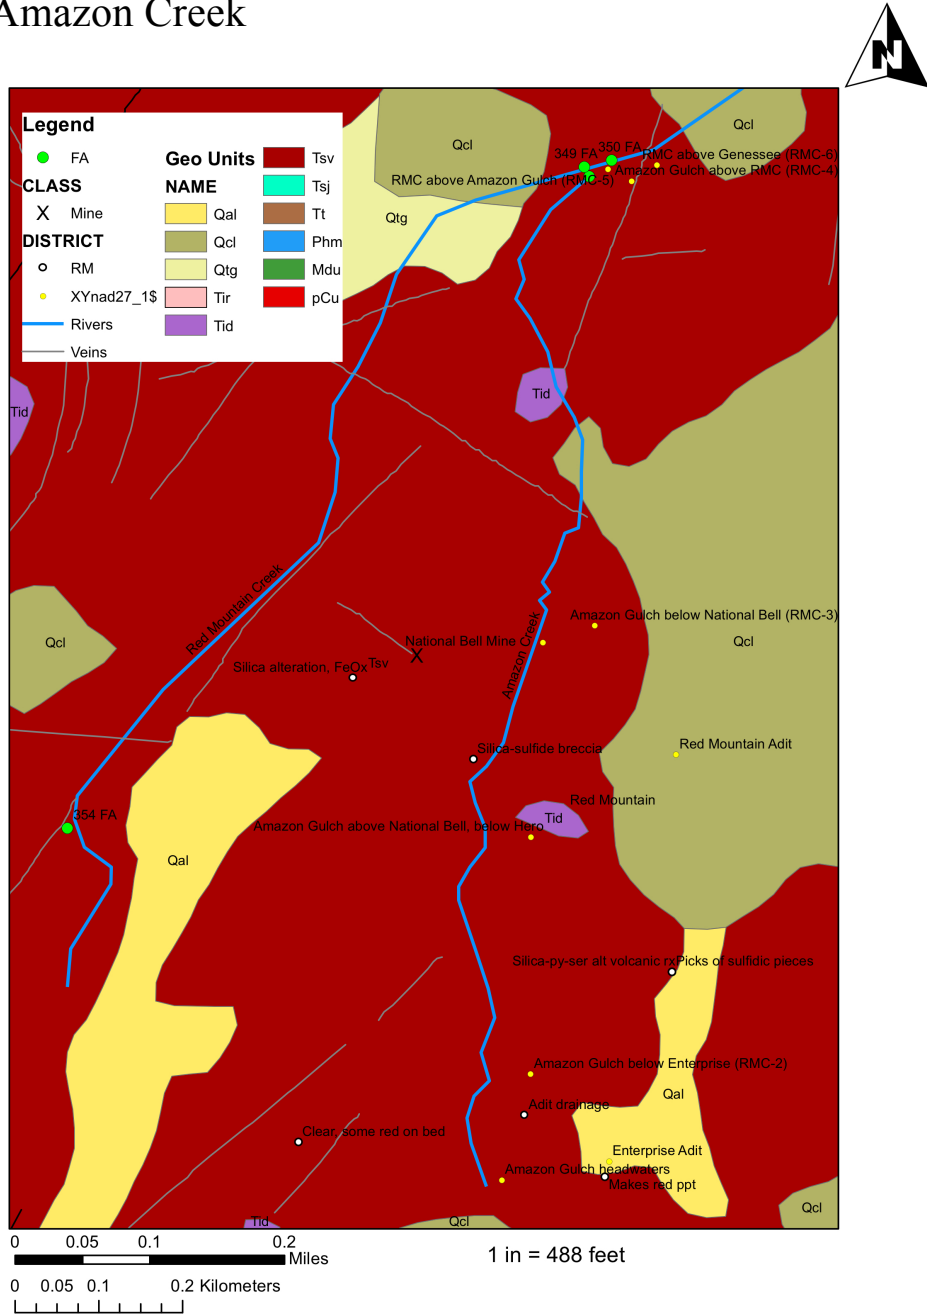 Amazon Creek
N
Legend
FA
CLASS
Mine
DISTRICT
RM
XYnad27_1$
Rivers
Veins
Geo Units
NAME
Qal
Qcl
Qtg
Tir
Tid
Tsv
Tsj
Tt
Phm
Mdu
pCu
Qcl
Qcl
349 FA
350 FA
RMC above Genessee (RMC-6)
Amazon Gulch above RMC (RMC-4)
RMC above Amazon Gulch (RMC-5)
Qtg
Tid
Tid
Red Mountain Creek
Amazon Creek
Amazon Gulch below National Bell (RMC-3)
Qcl
National Bell Mine
Qcl
Silica alteration, FeOx
Tsv
Silica-sulfide breccia
Red Mountain Adit
Red Mountain
354 FA
Tid
Amazon Gulch above National Bell, below Hero
Qal
Silica-py-ser alt volcanic rx
Picks of sulfidic pieces
Amazon Gulch below Enterprise (RMC-2)
Qal
Adit drainage
Clear, some red on bed
Enterprise Adit
Amazon Gulch headwaters
Makes red ppt
Qcl
Tid
Qcl
0 0.05 0.1 0.2
Miles
1 in = 488 feet
0 0.05 0.1 0.2 Kilometers